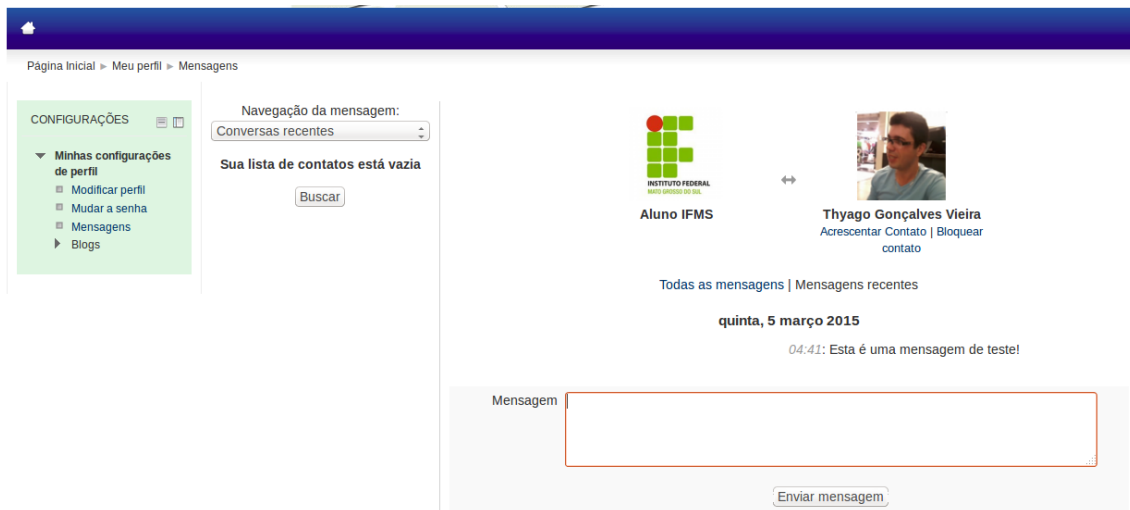 Página Inicial ► Meu perfil ► Mensagens
CONFIGURAÇÕES
Minhas configurações
de perfil
Modificar perfil
Mudar a senha
Mensagens
Blogs
Navegação da mensagem:
Conversas recentes
Sua lista de contatos está vazia
Buscar
INSTITUTO FEDERAL
MATO GROSSO DO SUL
Aluno IFMS
Thyago Gonçalves Vieira
Acrescentar Contato | Bloquear
contato
Todas as mensagens | Mensagens recentes
quinta, 5 março 2015
04:41: Esta é uma mensagem de teste!
Mensagem
Enviar mensagem